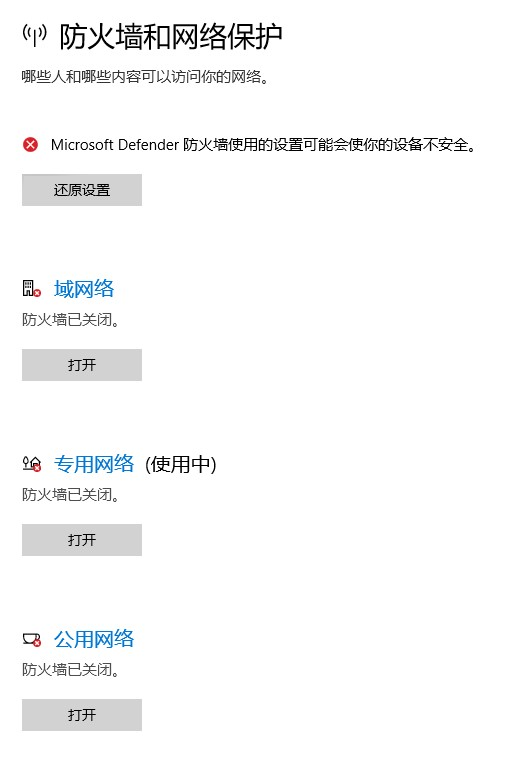 防火墙和网络保护
哪些人和哪些内容可以访问你的网络。
Microsoft Defender 防火墙使用的设置可能会使你的设备不安全。
还原设置
域网络
防火墙已关闭。
打开
专用网络 (使用中)
防火墙已关闭。
打开
公用网络
防火墙已关闭。
打开